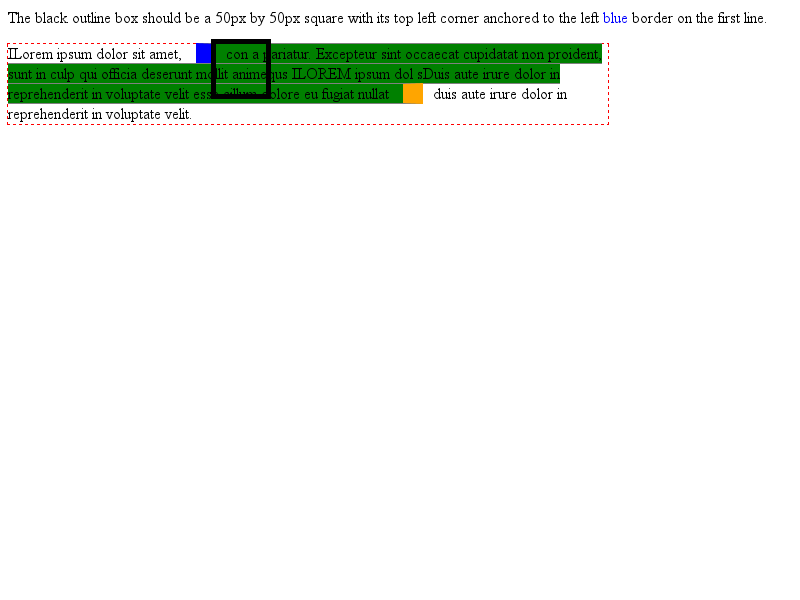 The black outline box should be a 50px by 50px square with its top left corner anchored to the left blue border on the first line.
ILorem ipsum dolor sit amet, con a pariatur. Excepteur sint occaecat cupidatat non proident,
sunt in culp qui officia deserunt mollit animequs ILOREM ipsum dol s.Duis aute irure dolor in
reprehenderit in voluptate velit esse cillum dolore eu fugiat nullat duis aute irure dolor in
reprehenderit in voluptate velit.